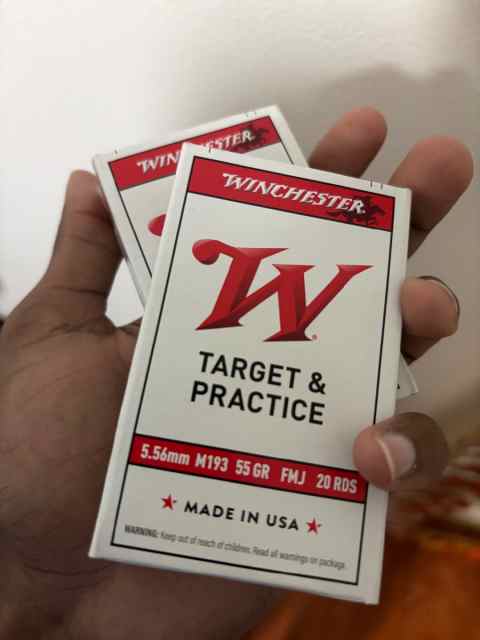 WINCHESTER
WINCHESTER
W
TARGET &
PRACTICE
5.56mm M193 55 GR FMJ 20 RDS
MADE IN USA
WARNING: Keep out of reach of children. Read all warnings on package.